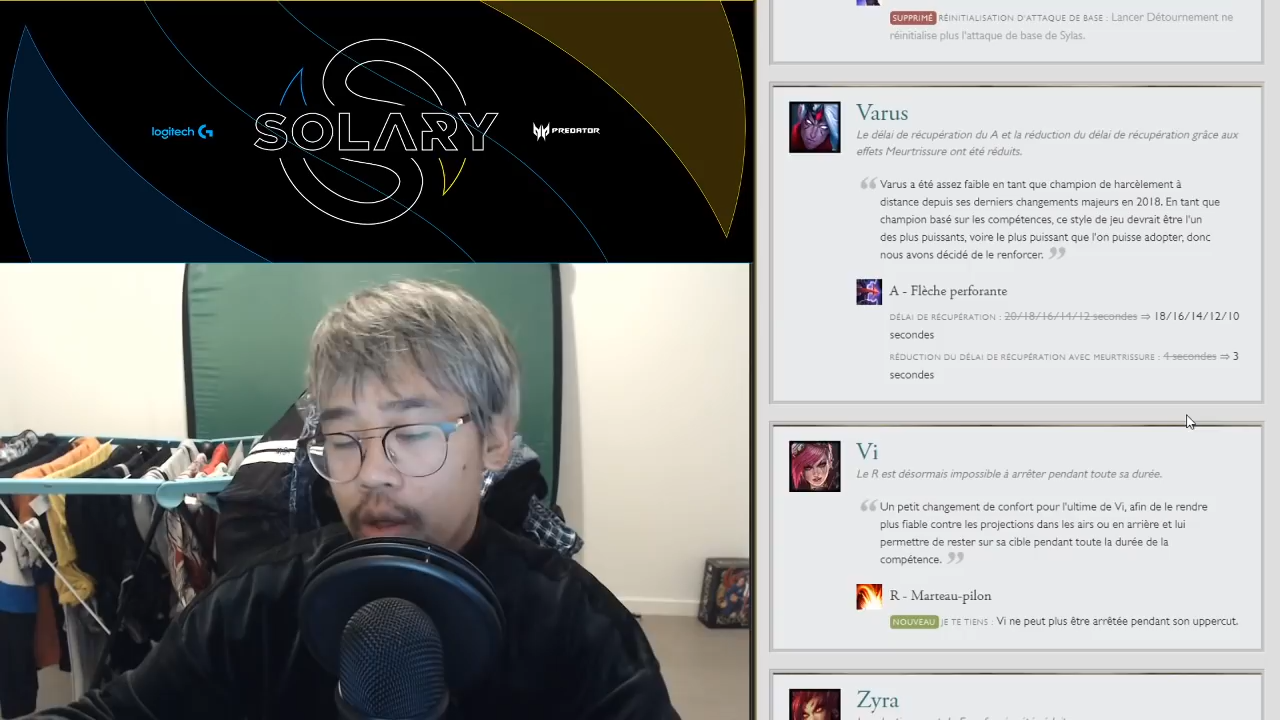 SOLARY
logitech G
PREDATOR
SUPPRIMÉ RÉINITIALISATION D'ATTAQUE DE BASE : Lancer Détournement ne
réinitialise plus l'attaque de base de Sylas.
Varus
Le délai de récupération du A et la réduction du délai de récupération grâce aux
effets Meurtrissure ont été réduits.
“ Varus a été assez faible en tant que champion de harcèlement à
distance depuis ses derniers changements majeurs en 2018. En tant que
champion basé sur les compétences, ce style de jeu devrait être l'un
des plus puissants, voire le plus puissant que l'on puisse adopter, donc
nous avons décidé de le renforcer. ”
A - Flèche perforante
DÉLAI DE RÉCUPÉRATION : 20/18/16/14/12 secondes ⇒ 18/16/14/12/10
secondes
RÉDUCTION DU DÉLAI DE RÉCUPÉRATION AVEC MEURTRISSURE : 4 secondes ⇒ 3
secondes
Vi
Le R est désormais impossible à arrêter pendant toute sa durée.
“ Un petit changement de confort pour l'ultime de Vi, afin de le rendre
plus fiable contre les projections dans les airs ou en arrière et lui
permettre de rester sur sa cible pendant toute la durée de la
compétence. ”
R - Marteau-pilon
NOUVEAU JE TE TIENS : Vi ne peut plus être arrêtée pendant son uppercut.
Zyra